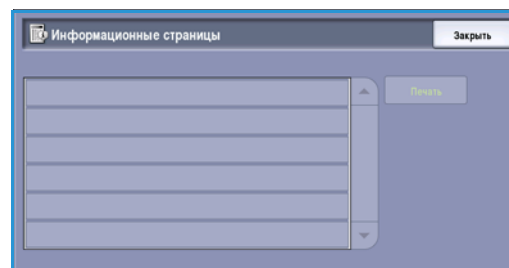 Информационные страницы
Закрыть
Печать